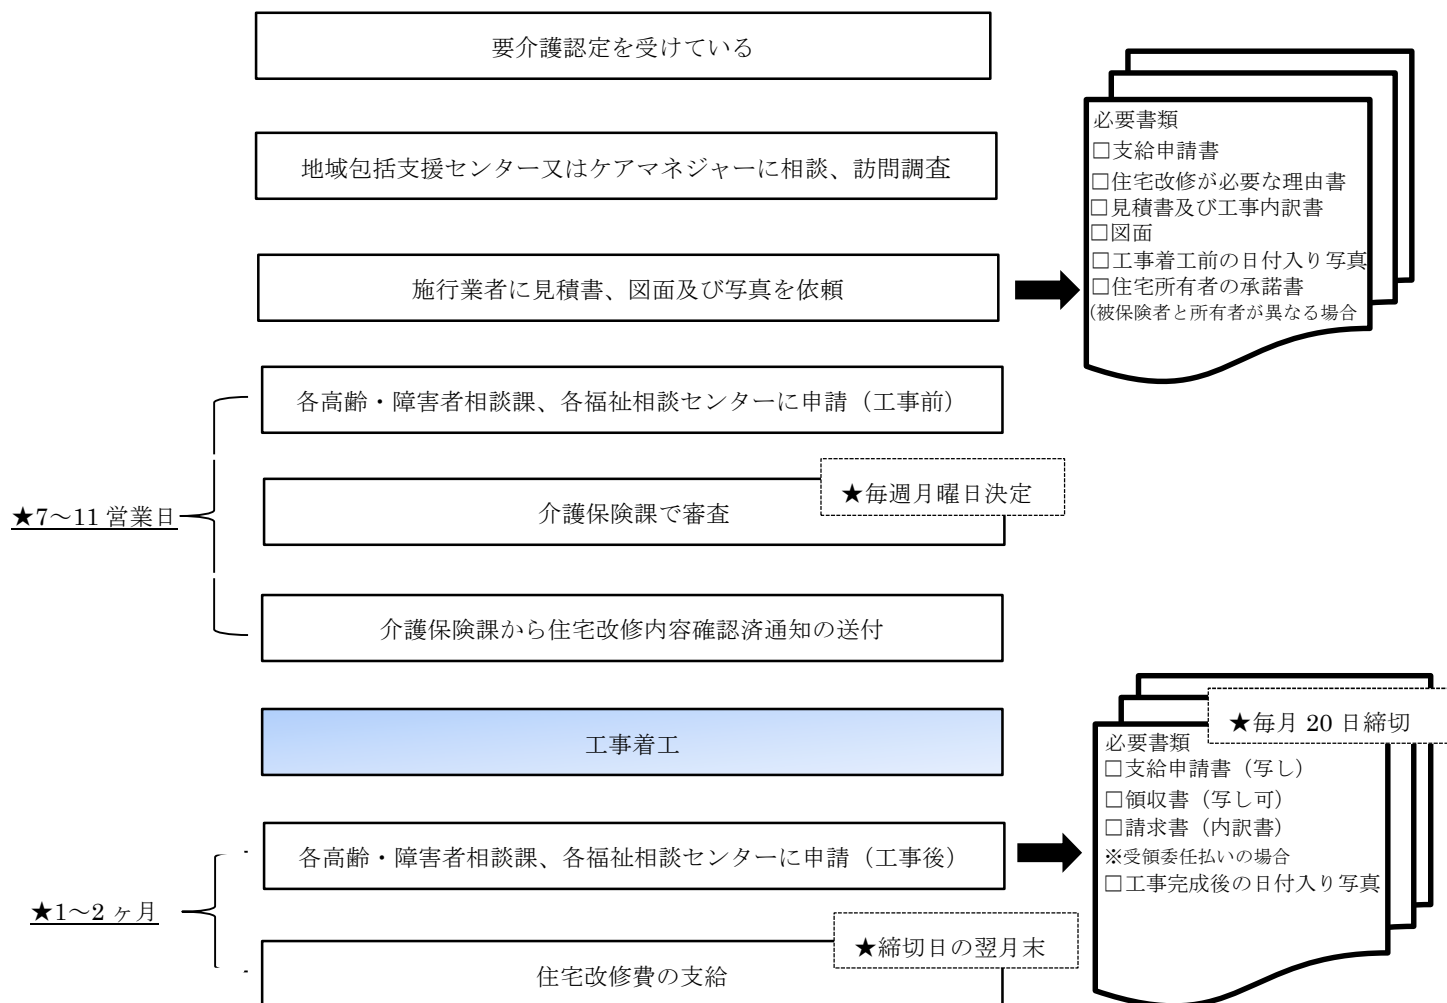 要介護認定を受けている
地域包括支援センター又はケアマネジャーに相談、訪問調査
施行業者に見積書、図面及び写真を依頼
必要書類
□支給申請書
□住宅改修が必要な理由書
□見積書及び工事内訳書
□図面
□工事着工前の日付入り写真
□住宅所有者の承諾書
(被保険者と所有者が異なる場合
各高齢・障害者相談課、各福祉相談センターに申請（工事前）
★毎週月曜日決定
介護保険課で審査
★7～11 営業日
介護保険課から住宅改修内容確認済通知の送付
工事着工
★毎月 20 日締切
必要書類
□支給申請書（写し）
□領収書（写し可）
□請求書（内訳書）
※受領委任払いの場合
□工事完成後の日付入り写真
各高齢・障害者相談課、各福祉相談センターに申請（工事後）
★1～2 ヶ月
★締切日の翌月末
住宅改修費の支給